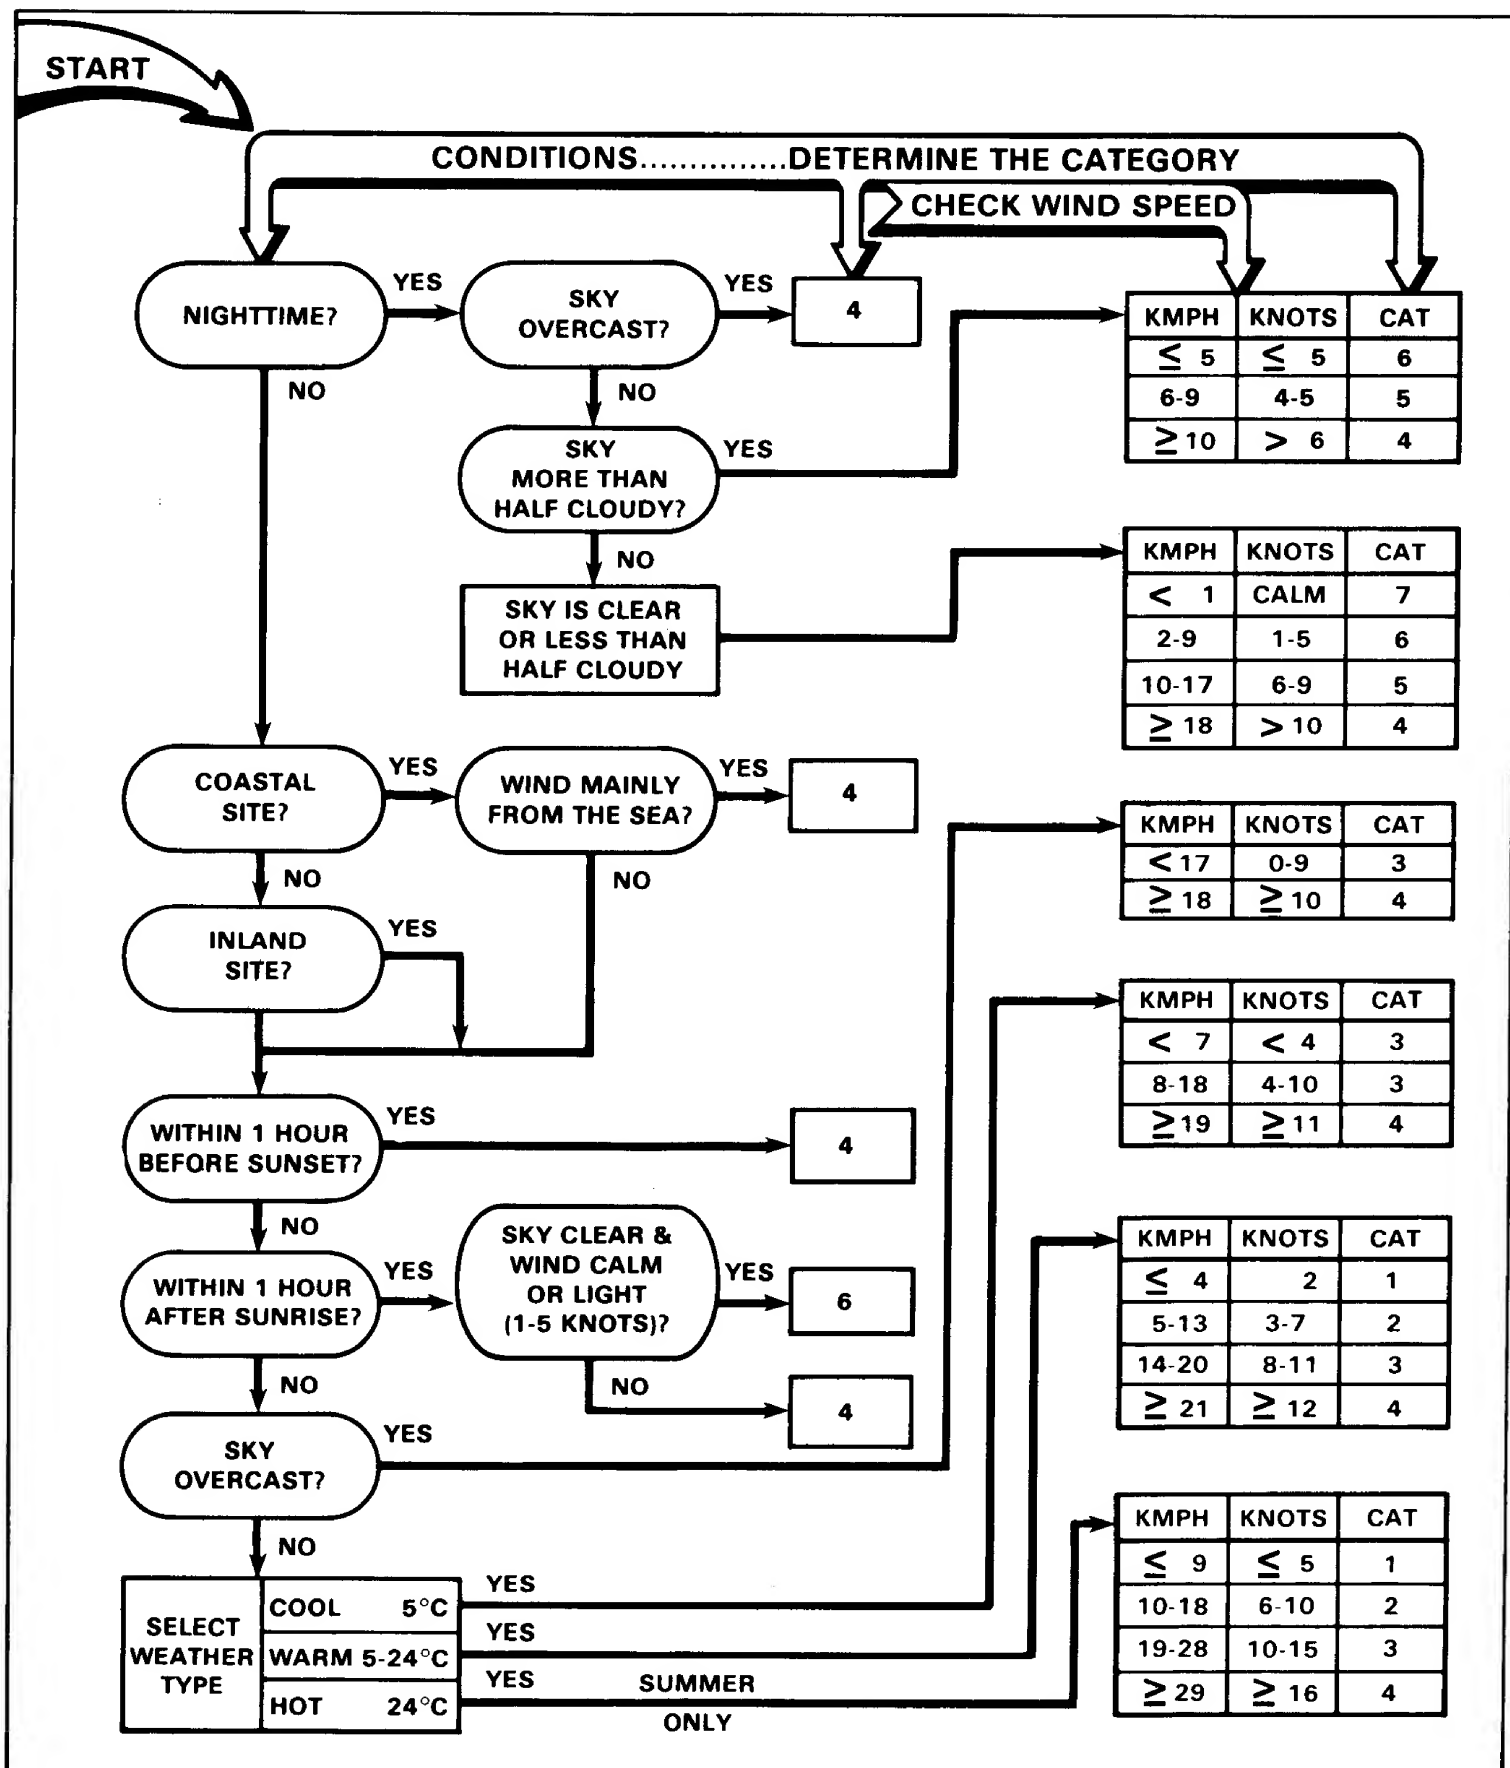 START
CONDITIONS...............DETERMINE THE CATEGORY
CHECK WIND SPEED
NIGHTTIME?
YES
NO
SKY
OVERCAST?
YES
4
NO
SKY
MORE THAN
HALF CLOUDY?
YES
NO
SKY IS CLEAR
OR LESS THAN
HALF CLOUDY
KMPH KNOTS CAT
≤ 5 ≤ 5 6
6-9 4-5 5
≥ 10 > 6 4
KMPH KNOTS CAT
< 1 CALM 7
2-9 1-5 6
10-17 6-9 5
≥ 18 > 10 4
COASTAL
SITE?
YES
NO
WIND MAINLY
FROM THE SEA?
YES
4
NO
INLAND
SITE?
YES
KMPH KNOTS CAT
< 17 0-9 3
≥ 18 ≥ 10 4
KMPH KNOTS CAT
< 7 < 4 3
8-18 4-10 3
≥ 19 ≥ 11 4
WITHIN 1 HOUR
BEFORE SUNSET?
YES
4
NO
WITHIN 1 HOUR
AFTER SUNRISE?
YES
SKY CLEAR &
WIND CALM
OR LIGHT
(1-5 KNOTS)?
YES
6
NO
4
NO
SKY
OVERCAST?
YES
NO
KMPH KNOTS CAT
≤ 4 2 1
5-13 3-7 2
14-20 8-11 3
≥ 21 ≥ 12 4
SELECT
WEATHER
TYPE
COOL 5°C
YES
WARM 5-24°C
YES
HOT 24°C
YES
SUMMER
ONLY
KMPH KNOTS CAT
≤ 9 ≤ 5 1
10-18 6-10 2
19-28 10-15 3
≥ 29 ≥ 16 4